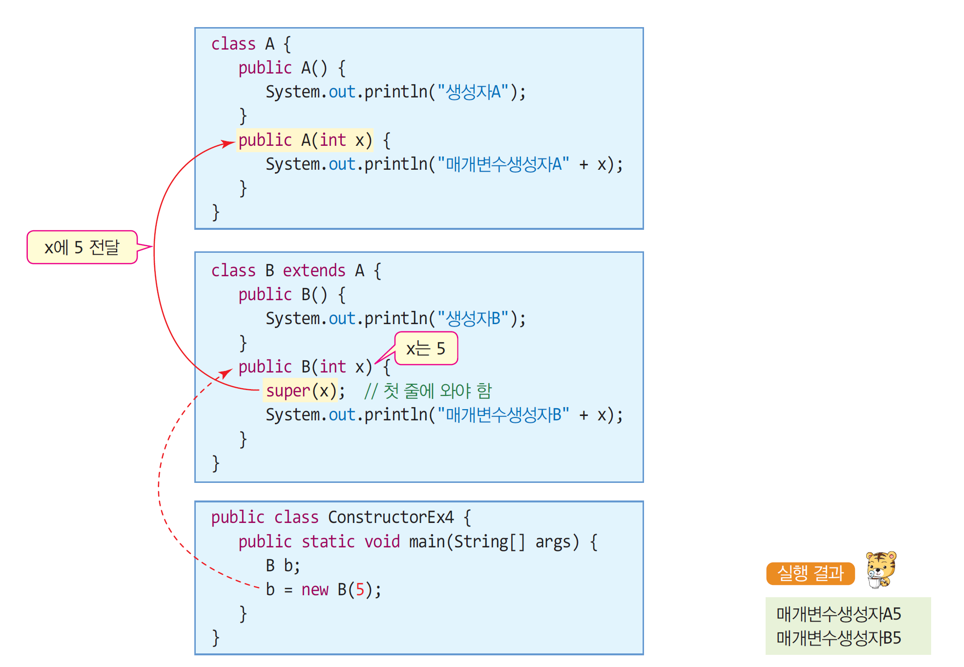 class A {
public A() {
System.out.println("생성자A");
}
public A(int x) {
System.out.println("매개변수생성자A" + x);
}
}
x에 5 전달
class B extends A {
public B() {
System.out.println("생성자B");
}
x는 5
public B(int x) {
super(x); // 첫 줄에 와야 함
System.out.println("매개변수생성자B" + x);
}
}
public class ConstructorEx4 {
public static void main(String[] args) {
B b;
b = new B(5);
}
}
실행 결과
매개변수생성자A5
매개변수생성자B5